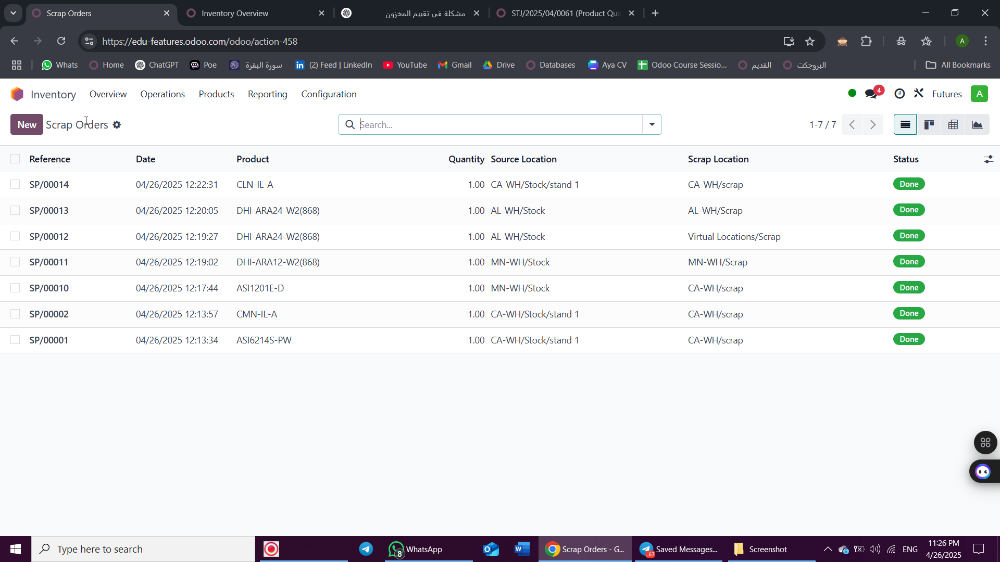 Scrap Orders
Inventory Overview
مشكلة في تقييم المخزون
STJ/2025/04/0061 (Product Qua
https://edu-features.odoo.com/odoo/action-458
A
Whats
Home
ChatGPT
Poe
سورة البقرة
(2) Feed | LinkedIn
YouTube
Gmail
Drive
Databases
Aya CV
Odoo Course Sessio...
القديم
البروجكت
All Bookmarks
Inventory
Overview
Operations
Products
Reporting
Configuration
4
Futures
A
New
Scrap Orders
Search...
1-7 / 7
Reference Date Product Quantity Source Location Scrap Location Status
SP/00014 04/26/2025 12:22:31 CLN-IL-A 1.00 CA-WH/Stock/stand 1 CA-WH/scrap Done
SP/00013 04/26/2025 12:20:05 DHI-ARA24-W2(868) 1.00 AL-WH/Stock AL-WH/Scrap Done
SP/00012 04/26/2025 12:19:27 DHI-ARA24-W2(868) 1.00 AL-WH/Stock Virtual Locations/Scrap Done
SP/00011 04/26/2025 12:19:02 DHI-ARA12-W2(868) 1.00 MN-WH/Stock MN-WH/Scrap Done
SP/00010 04/26/2025 12:17:44 ASI1201E-D 1.00 MN-WH/Stock CA-WH/scrap Done
SP/00002 04/26/2025 12:13:57 CMN-IL-A 1.00 CA-WH/Stock/stand 1 CA-WH/scrap Done
SP/00001 04/26/2025 12:13:34 ASI6214S-PW 1.00 CA-WH/Stock/stand 1 CA-WH/scrap Done
Type here to search
8
WhatsApp
Scrap Orders - G...
..67
Saved Messages...
Screenshot
ENG
11:26 PM
4/26/2025